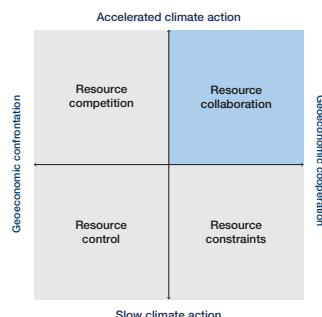 Accelerated climate action
Geoeconomic confrontation
Resource
competition
Resource
collaboration
Geoeconomic cooperation
Resource
control
Resource
constraints
Slow climate action